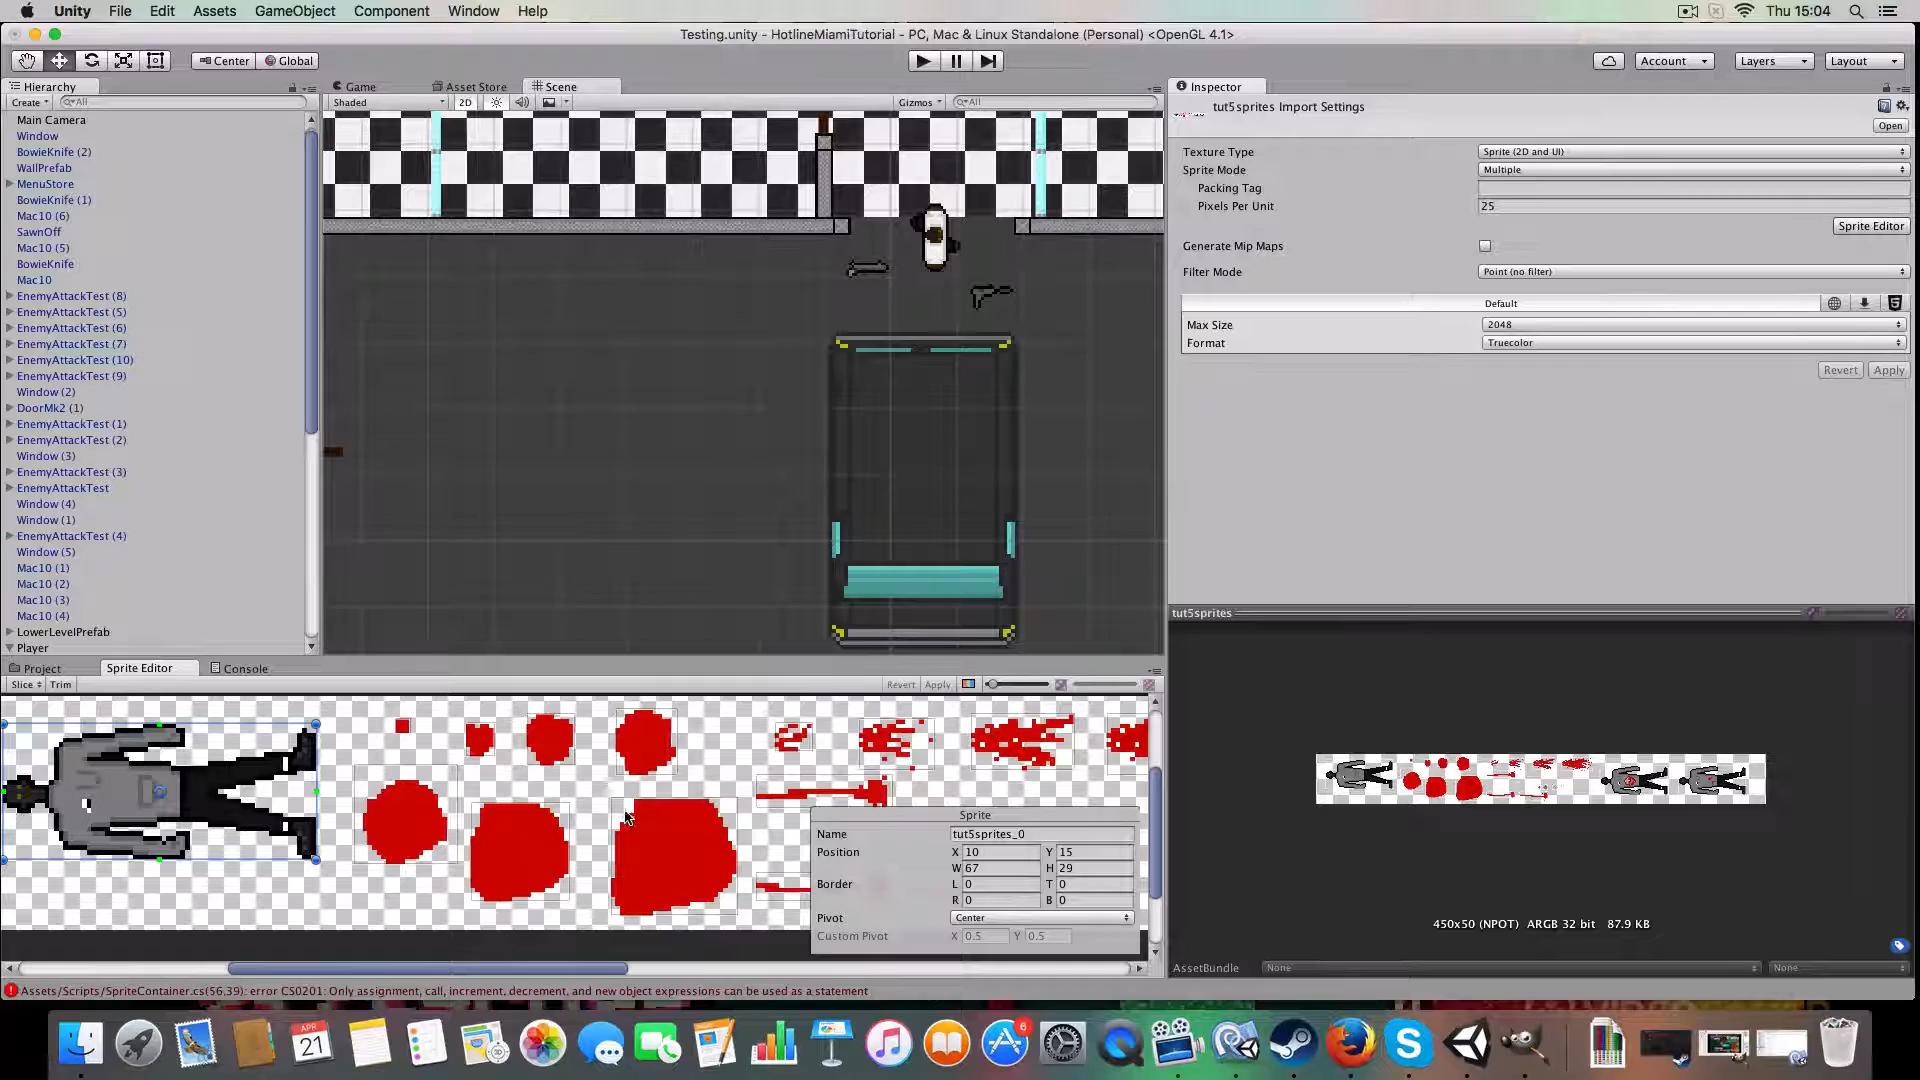 Unity File Edit Assets GameObject Component Window Help Thu 15:04
Testing.unity - HotlineMiamiTutorial - PC, Mac & Linux Standalone (Personal) <OpenGL 4.1>
Center Global Account Layers Layout
Hierarchy
Create All
Main Camera
Window
BowieKnife (2)
WallPrefab
MenuStore
BowieKnife (1)
Mac10 (6)
SawnOff
Mac10 (5)
BowieKnife
Mac10
EnemyAttackTest (8)
EnemyAttackTest (5)
EnemyAttackTest (6)
EnemyAttackTest (7)
EnemyAttackTest (10)
EnemyAttackTest (9)
Window (2)
DoorMk2 (1)
EnemyAttackTest (1)
EnemyAttackTest (2)
Window (3)
EnemyAttackTest (3)
EnemyAttackTest
Window (4)
Window (1)
EnemyAttackTest (4)
Window (5)
Mac10 (1)
Mac10 (2)
Mac10 (3)
Mac10 (4)
LowerLevelPrefab
Player
Game Asset Store Scene
Shaded 2D Gizmos All
Inspector
tut5sprites Import Settings
Open
Texture Type Sprite (2D and UI)
Sprite Mode Multiple
Packing Tag
Pixels Per Unit 25
Sprite Editor
Generate Mip Maps
Filter Mode Point (no filter)
Default
Max Size 2048
Format Truecolor
Revert Apply
tut5sprites
450x50 (NPOT) ARGB 32 bit 87.9 KB
AssetBundle None None
Project Sprite Editor Console
Slice Trim Revert Apply
Sprite
Name tut5sprites_0
Position X 10 Y 15
W 67 H 29
Border L 0 T 0
R 0 B 0
Pivot Center
Custom Pivot X 0.5 Y 0.5
Assets/Scripts/SpriteContainer.cs(56,39): error CS0201: Only assignment, call, increment, decrement, and new object expressions can be used as a statement
APR
21
6